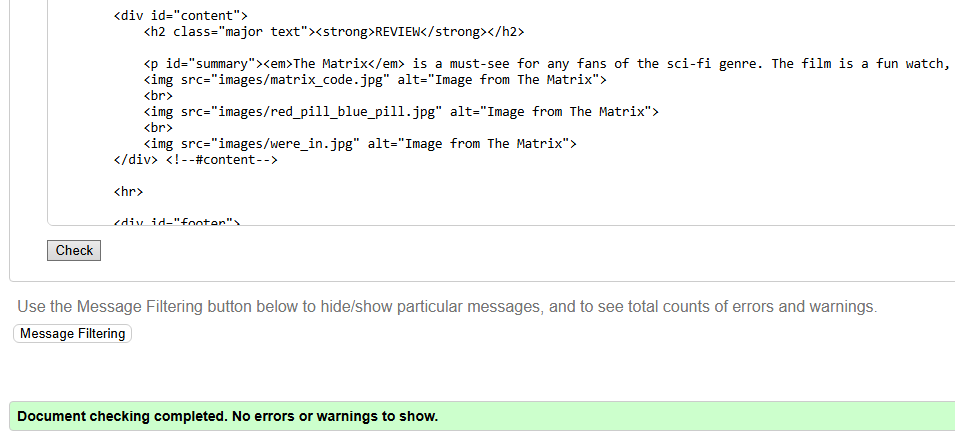 <div id="content">
<h2 class="major text"><strong>REVIEW</strong></h2>
<p id="summary"><em>The Matrix</em> is a must-see for any fans of the sci-fi genre. The film is a fun watch,
<img src="images/matrix_code.jpg" alt="Image from The Matrix">
<br>
<img src="images/red_pill_blue_pill.jpg" alt="Image from The Matrix">
<br>
<img src="images/were_in.jpg" alt="Image from The Matrix">
</div> <!--#content-->
<hr>
<div id="footer">
Check
Use the Message Filtering button below to hide/show particular messages, and to see total counts of errors and warnings.
Message Filtering
Document checking completed. No errors or warnings to show.